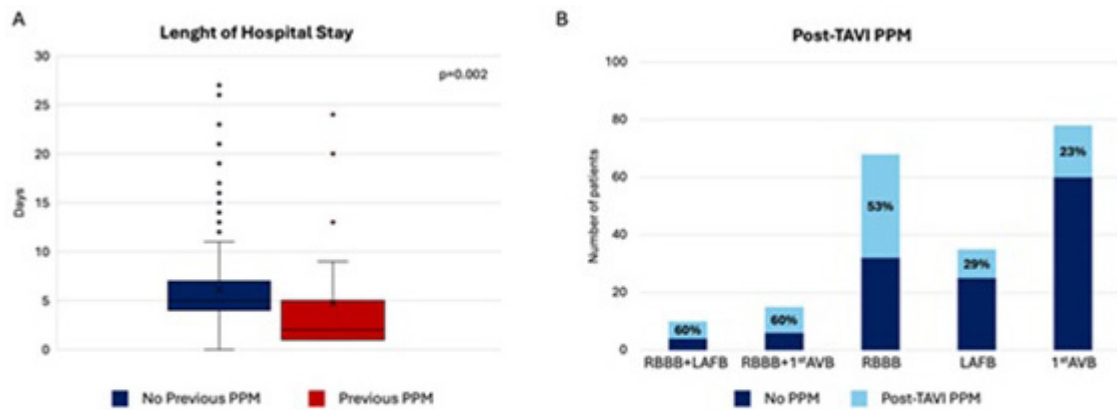 A
Lenght of Hospital Stay
p=0.002
30
25
20
15
10
5
0
Days
No Previous PPM
Previous PPM
B
Post-TAVI PPM
100
80
60
40
20
0
Number of patients
60%
60%
53%
29%
23%
RBBB+LAFB
RBBB+1ˢᵗAVB
RBBB
LAFB
1ˢᵗAVB
No PPM
Post-TAVI PPM